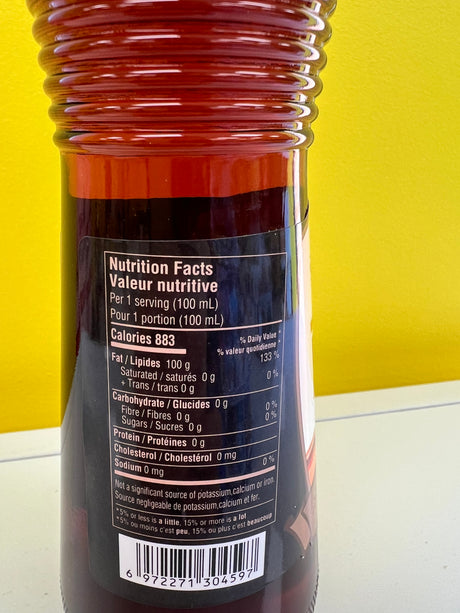 Nutrition Facts
Valeur nutritive
Per 1 serving (100 mL)
Pour 1 portion (100 mL)
Calories 883
% Daily Value *
% valeur quotidienne *
Fat / Lipides 100 g 133 %
Saturated / saturés 0 g 0 %
+ Trans / trans 0 g
Carbohydrate / Glucides 0 g
Fibre / Fibres 0 g 0 %
Sugars / Sucres 0 g 0 %
Protein / Protéines 0 g
Cholesterol / Cholestérol 0 mg
Sodium 0 mg 0 %
Not a significant source of potassium,calcium or iron.
Source negligeable de potassium,calcium et fer.
*5% or less is a little, 15% or more is a lot
*5% ou moins c'est peu, 15% ou plus c'est beaucoup
6 972271 304597